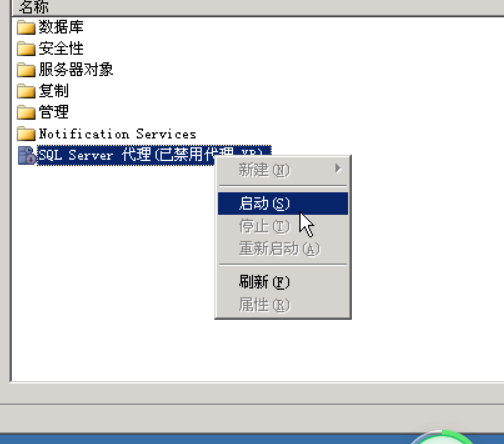 名称
数据库
安全性
服务器对象
复制
管理
Notification Services
SQL Server 代理(已禁用代理 XP)
新建(N)
启动(S)
停止(T)
重新启动(A)
刷新(F)
属性(R)